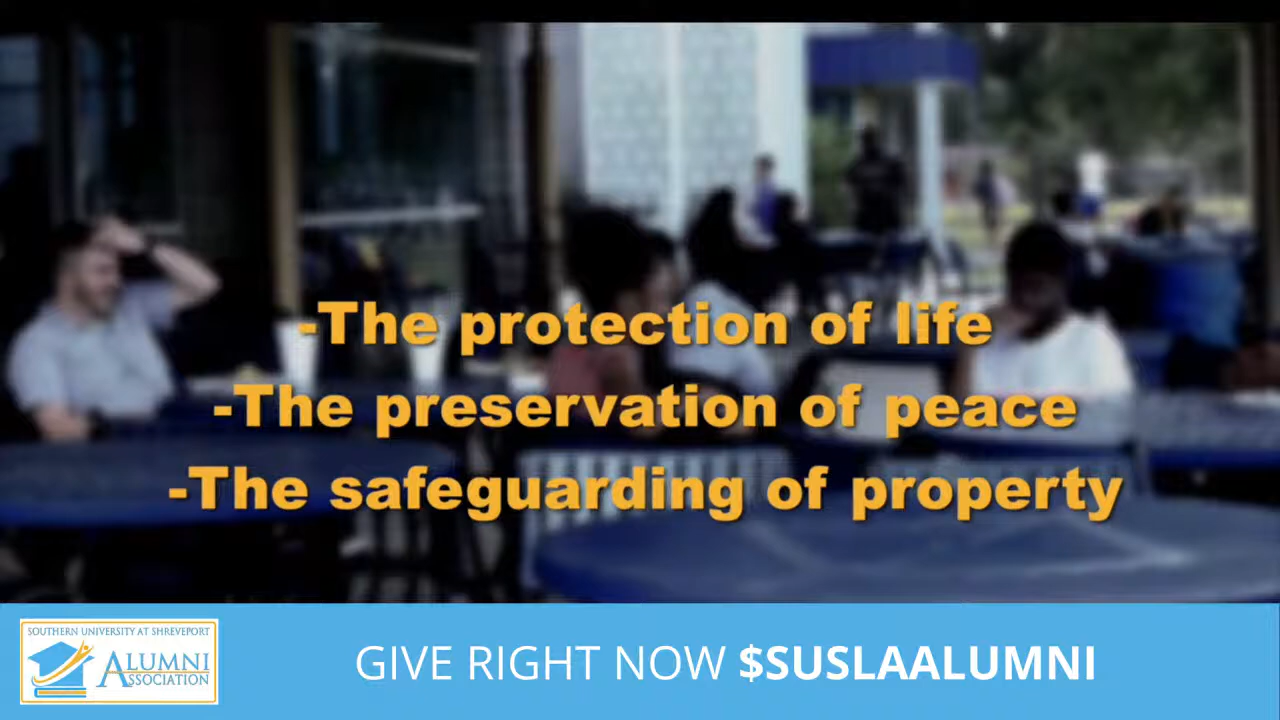 -The protection of life
-The preservation of peace
-The safeguarding of property
SOUTHERN UNIVERSITY AT SHREVEPORT
ALUMNI
ASSOCIATION
GIVE RIGHT NOW $SUSLAALUMNI